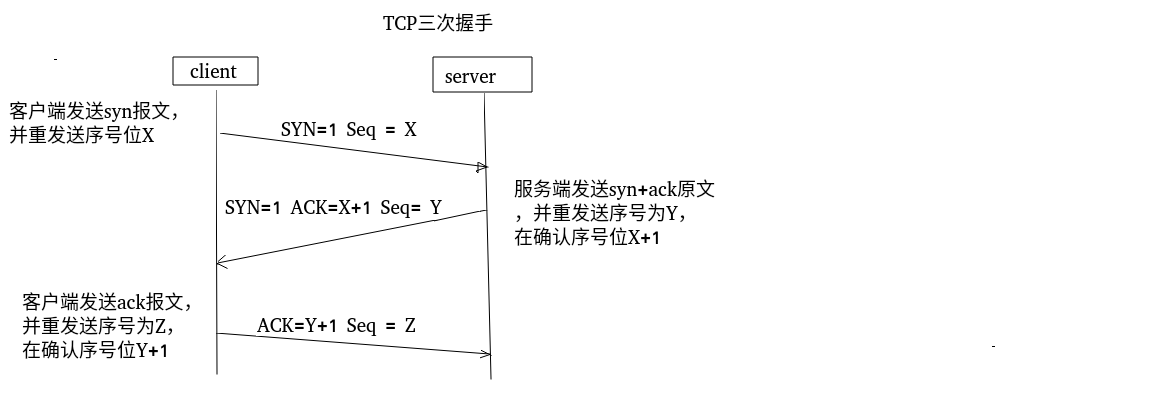 TCP三次握手
client
server
客户端发送syn报文，
并重发送序号位X
SYN=1 Seq = X
服务端发送syn+ack原文
，并重发送序号为Y，
在确认序号位X+1
SYN=1 ACK=X+1 Seq= Y
客户端发送ack报文，
并重发送序号为Z，
在确认序号位Y+1
ACK=Y+1 Seq = Z